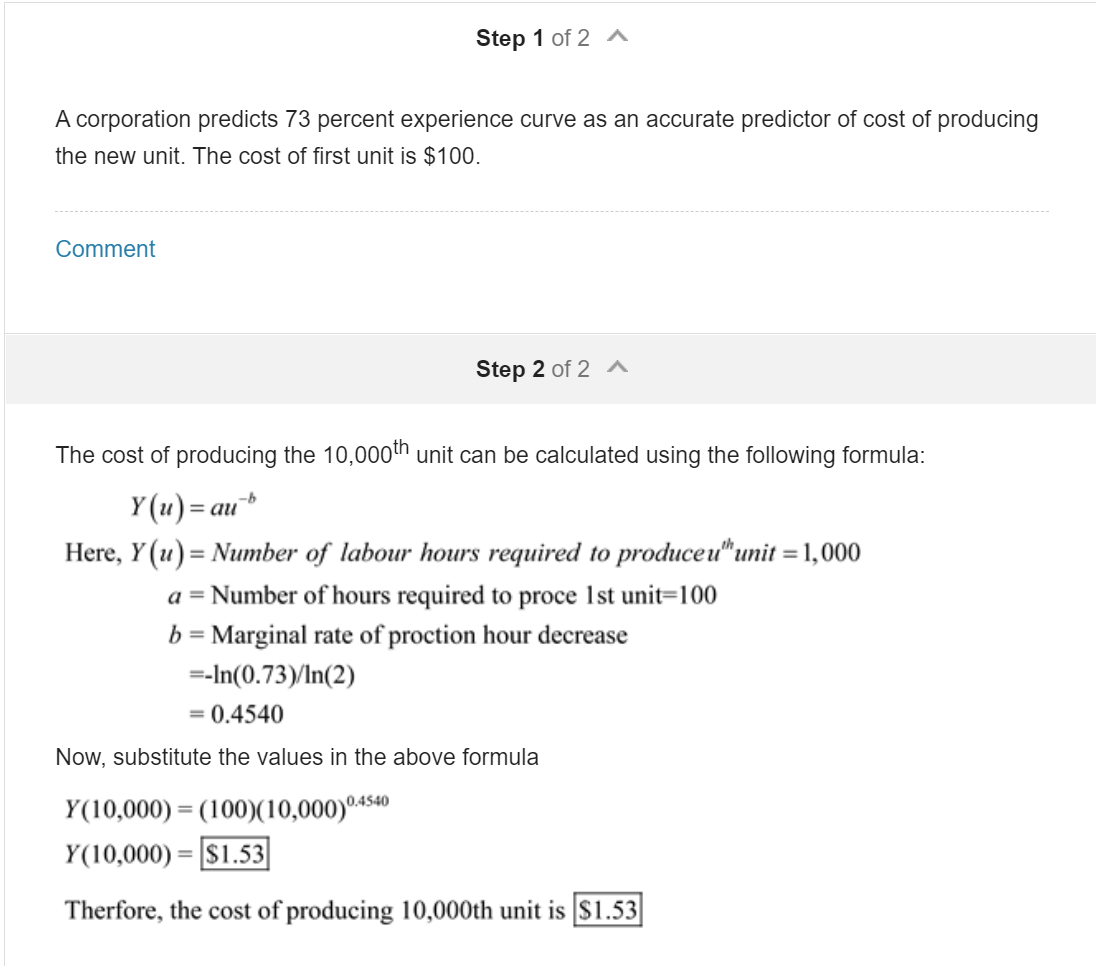 Step 1 of 2
A corporation predicts 73 percent experience curve as an accurate predictor of cost of producing
the new unit. The cost of first unit is $100.
Comment
Step 2 of 2
The cost of producing the 10,000th unit can be calculated using the following formula:
Y(u) = au^-b
Here, Y(u) = Number of labour hours required to produceu^th unit = 1,000
a = Number of hours required to proce 1st unit=100
b = Marginal rate of proction hour decrease
=-ln(0.73)/ln(2)
= 0.4540
Now, substitute the values in the above formula
Y(10,000) = (100)(10,000)^0.4540
Y(10,000) = $1.53
Therfore, the cost of producing 10,000th unit is $1.53